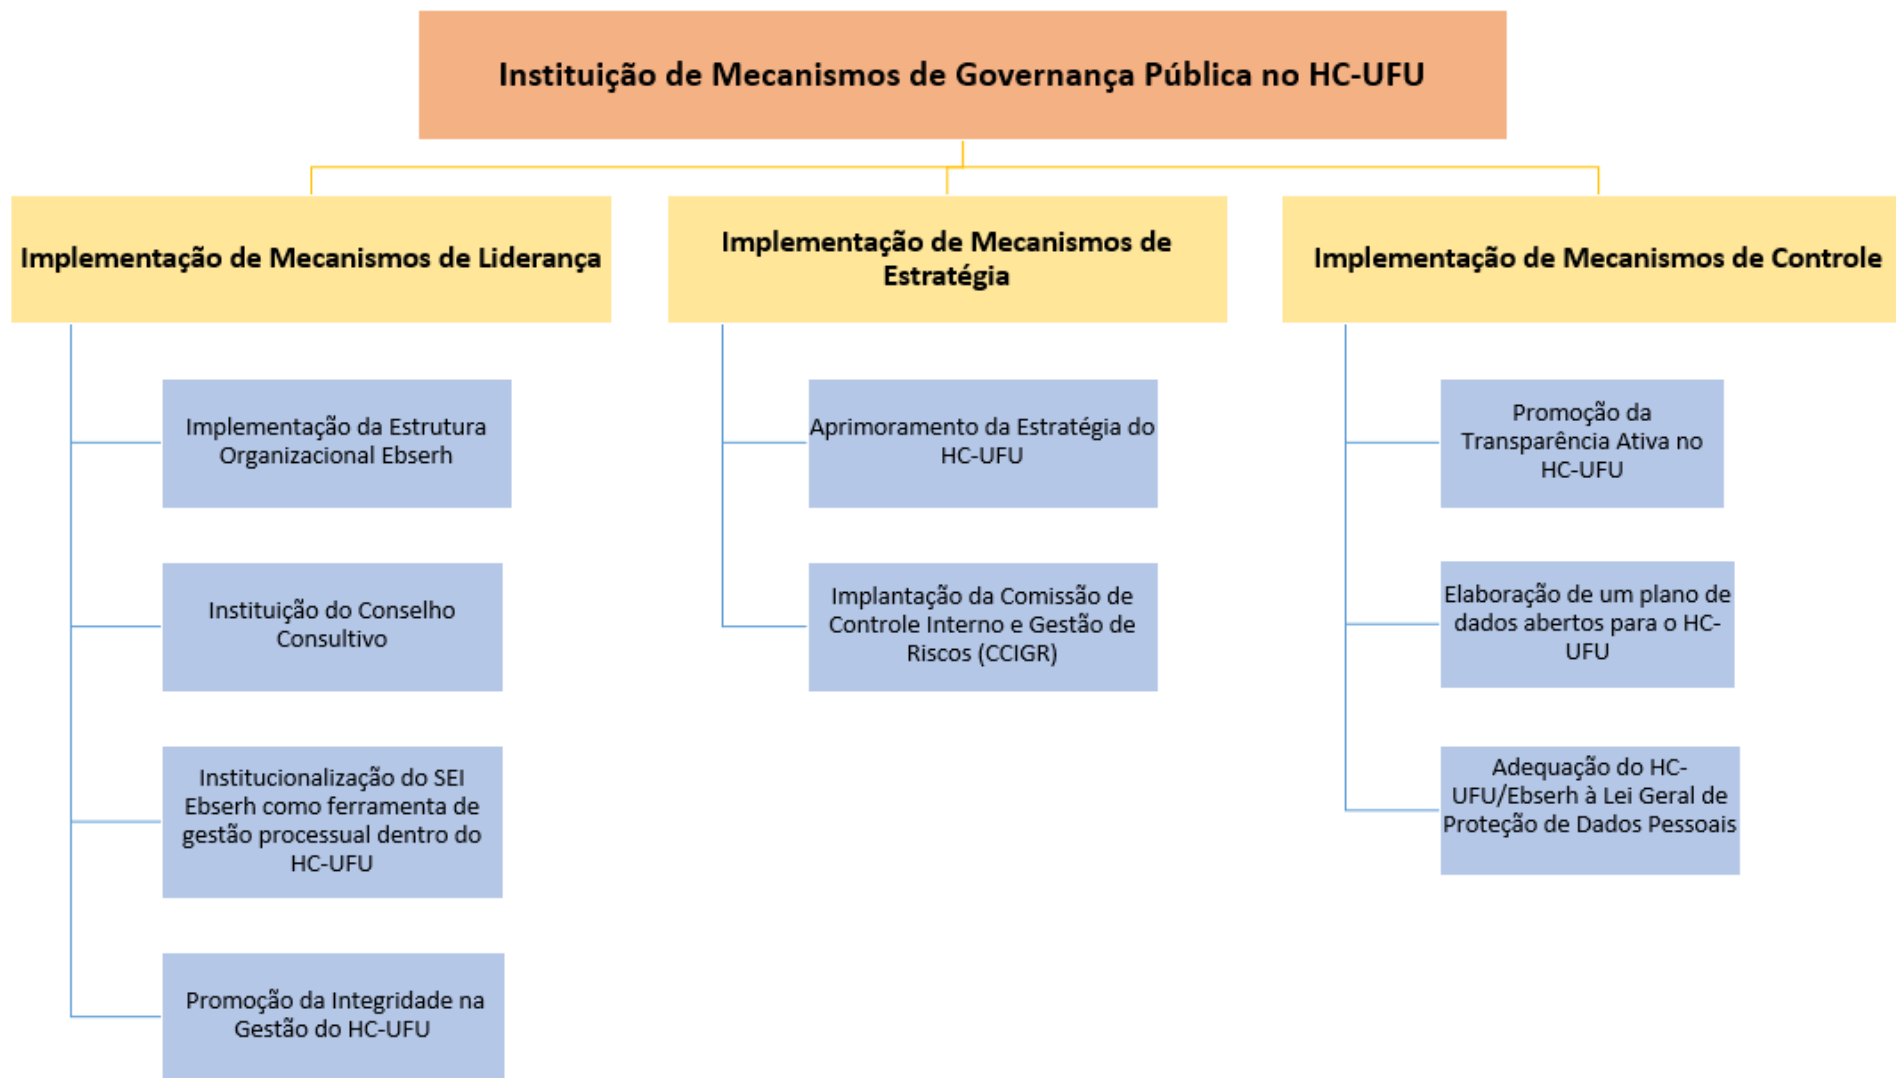 Instituição de Mecanismos de Governança Pública no HC-UFU
Implementação de Mecanismos de Liderança
Implementação da Estrutura
Organizacional Ebserh
Instituição do Conselho
Consultivo
Institucionalização do SEI
Ebserh como ferramenta de
gestão processual dentro do
HC-UFU
Promoção da Integridade na
Gestão do HC-UFU
Implementação de Mecanismos de
Estratégia
Aprimoramento da Estratégia do
HC-UFU
Implantação da Comissão de
Controle Interno e Gestão de
Riscos (CCIGR)
Implementação de Mecanismos de Controle
Promoção da
Transparência Ativa no
HC-UFU
Elaboração de um plano de
dados abertos para o HC-
UFU
Adequação do HC-
UFU/Ebserh à Lei Geral de
Proteção de Dados Pessoais